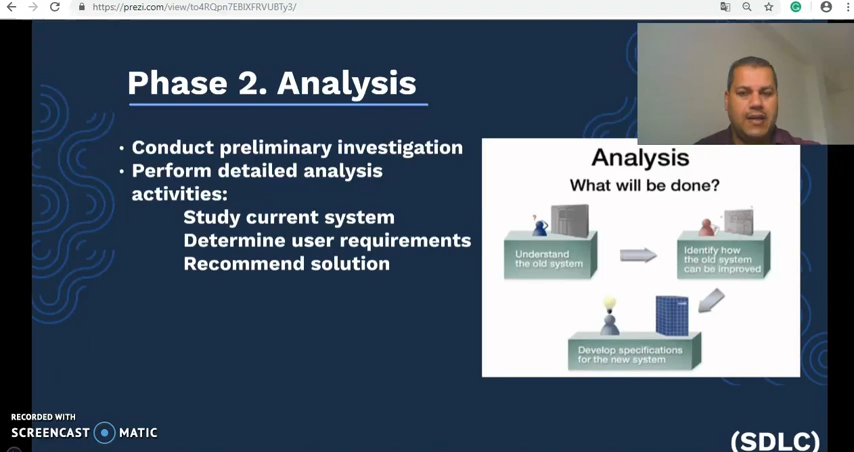 https://prezi.com/view/to4RQpn7EBlXFRVUBTy3/
Phase 2. Analysis
• Conduct preliminary investigation
• Perform detailed analysis
activities:
Study current system
Determine user requirements
Recommend solution
Analysis
What will be done?
Understand
the old system
Identify how
the old system
can be improved
Develop specifications
for the new system
RECORDED WITH
SCREENCAST MATIC
(SDLC)